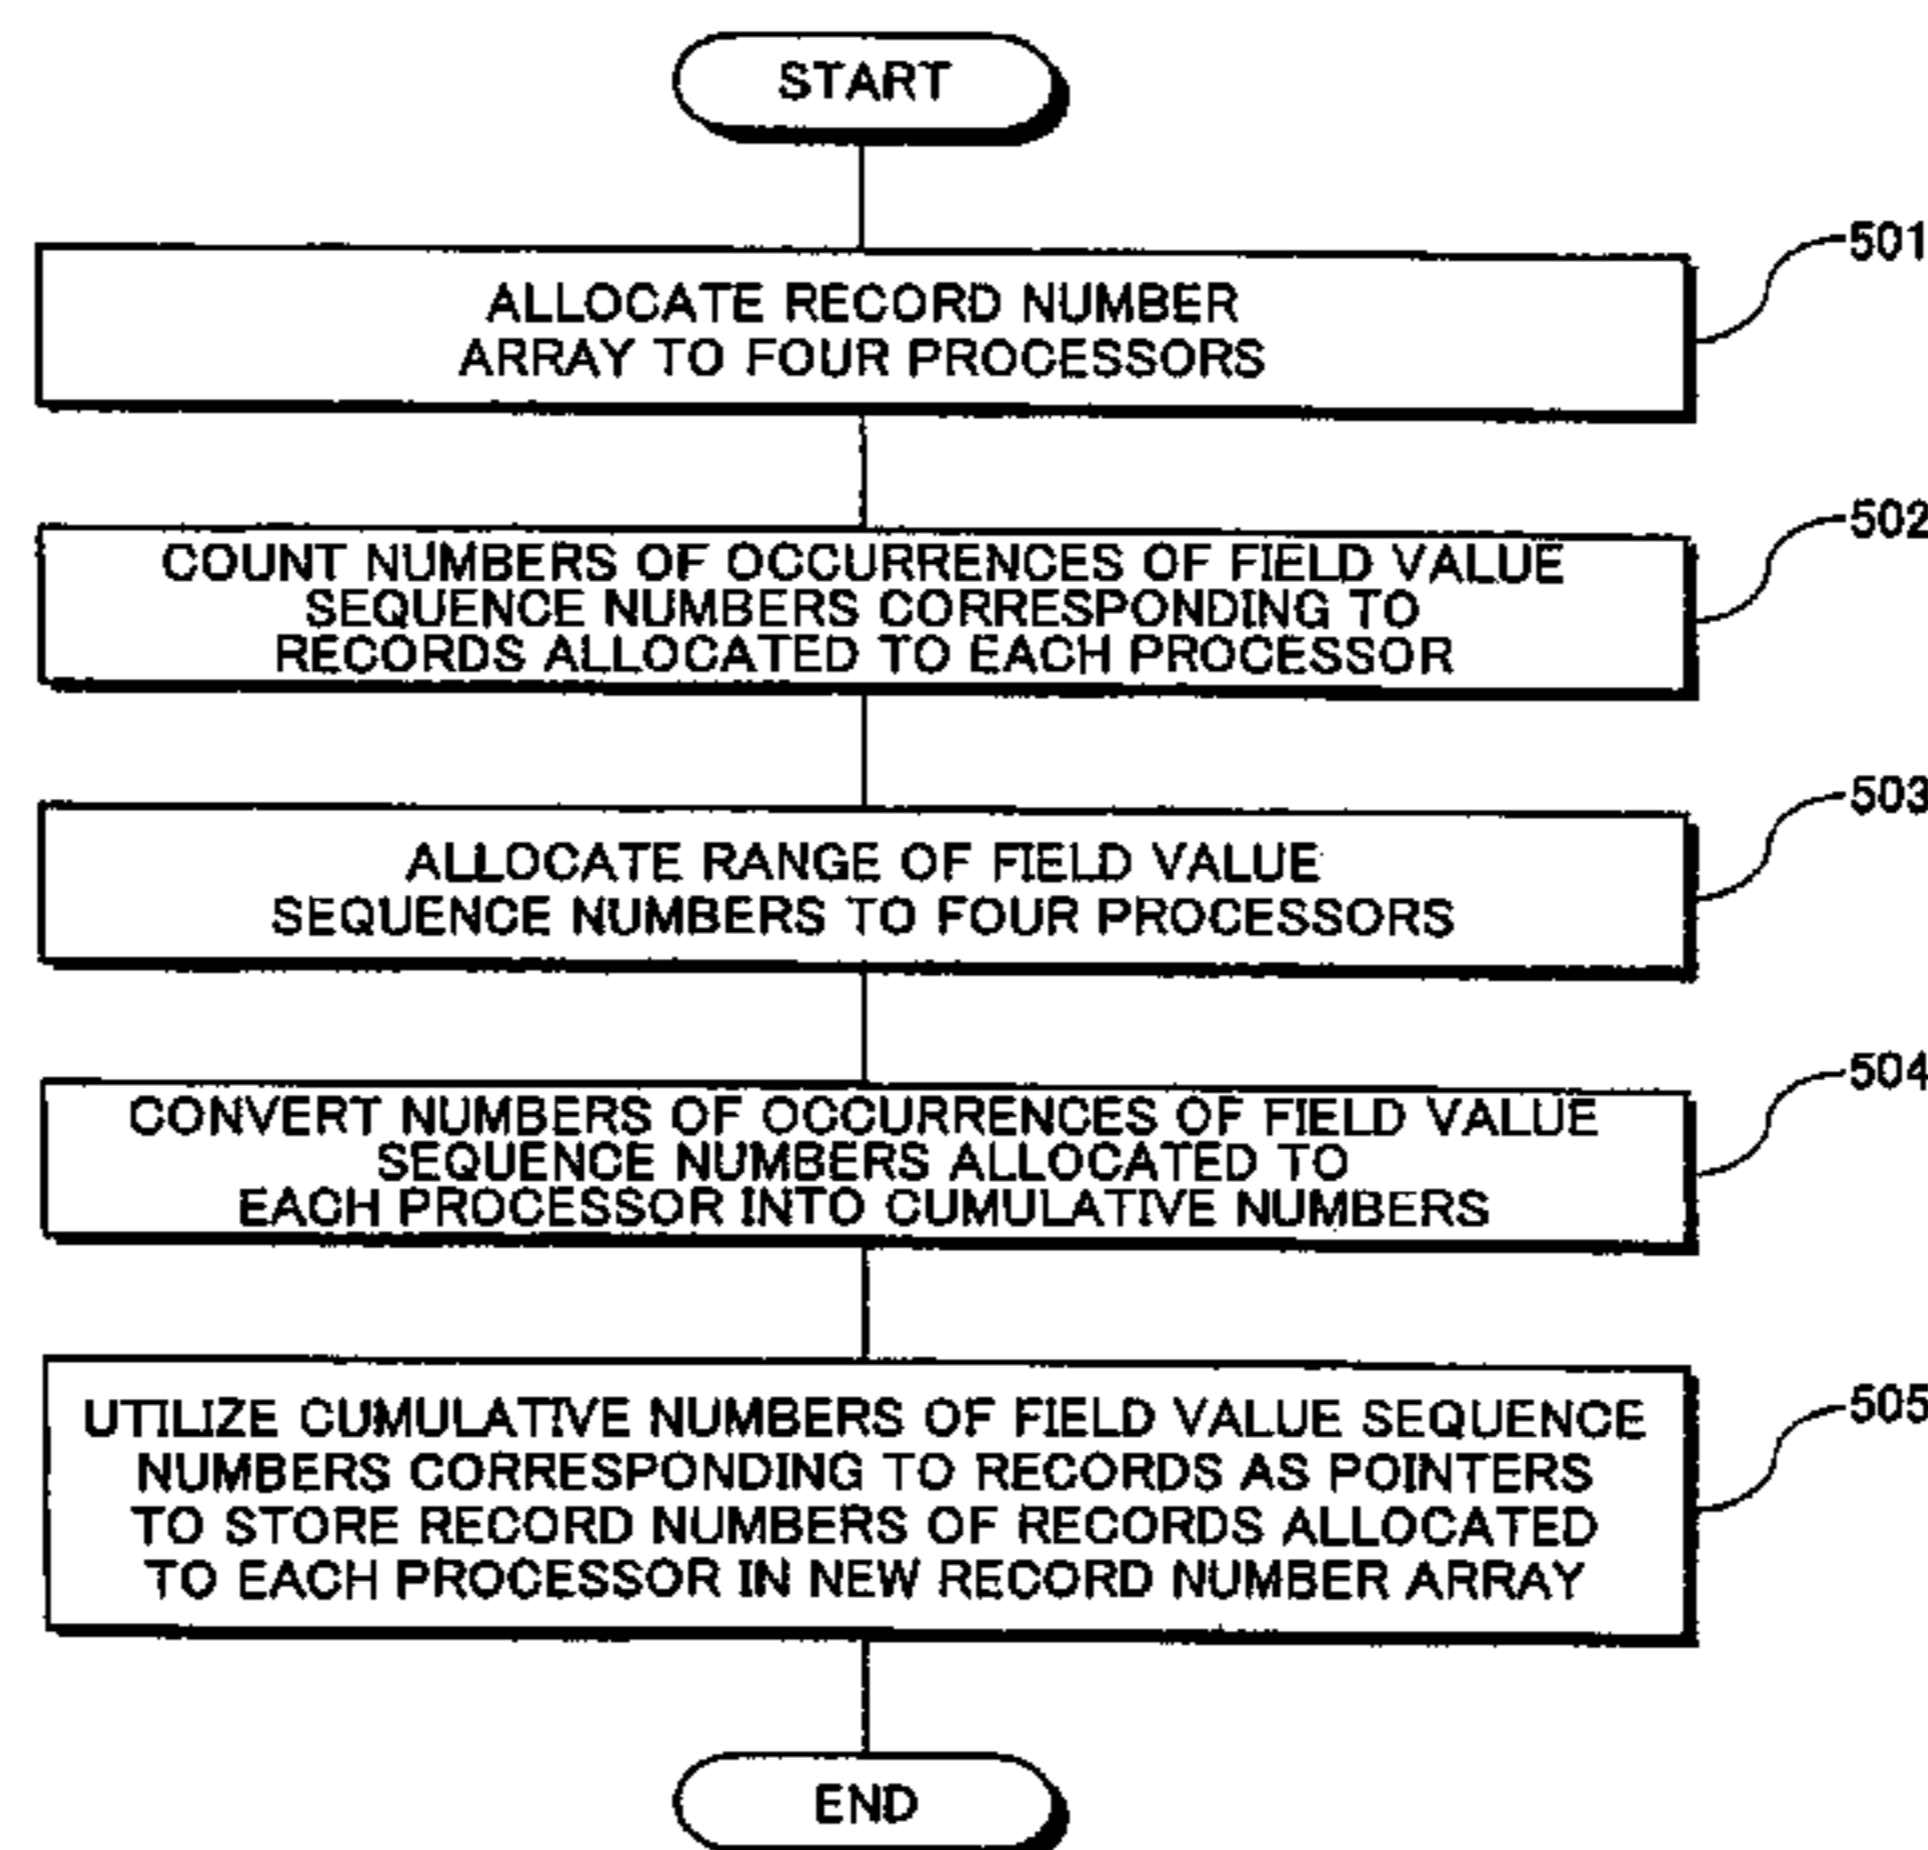 START
501
ALLOCATE RECORD NUMBER
ARRAY TO FOUR PROCESSORS
502
COUNT NUMBERS OF OCCURRENCES OF FIELD VALUE
SEQUENCE NUMBERS CORRESPONDING TO
RECORDS ALLOCATED TO EACH PROCESSOR
503
ALLOCATE RANGE OF FIELD VALUE
SEQUENCE NUMBERS TO FOUR PROCESSORS
504
CONVERT NUMBERS OF OCCURRENCES OF FIELD VALUE
SEQUENCE NUMBERS ALLOCATED TO
EACH PROCESSOR INTO CUMULATIVE NUMBERS
505
UTILIZE CUMULATIVE NUMBERS OF FIELD VALUE SEQUENCE
NUMBERS CORRESPONDING TO RECORDS AS POINTERS
TO STORE RECORD NUMBERS OF RECORDS ALLOCATED
TO EACH PROCESSOR IN NEW RECORD NUMBER ARRAY
END